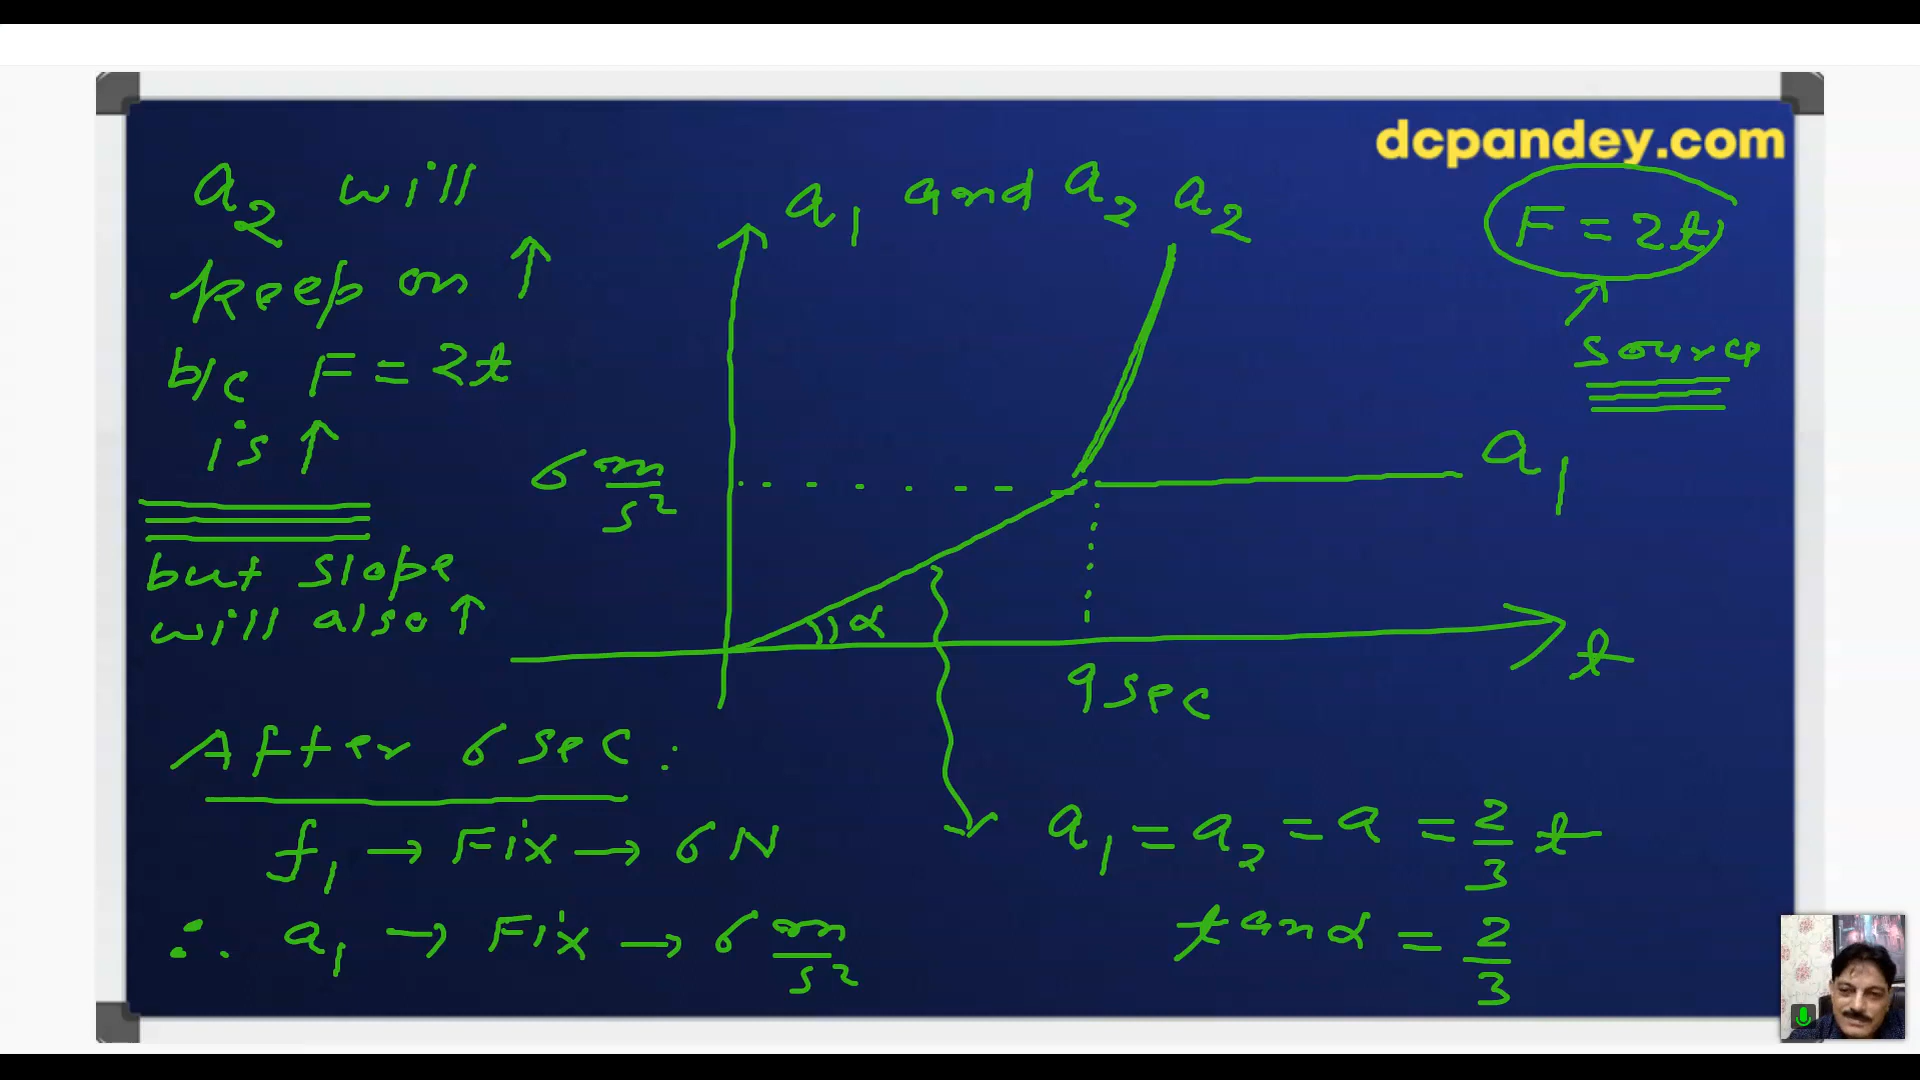 dcpandey.com
a2 will
keep on ↑
b/c F = 2t
is ↑
but slope
will also ↑
a1 and a2
a2
F = 2t
source
6 m/s²
a1
α
9 sec
t
After 6 sec :
f1 → Fix → 6 N
∴ a1 → Fix → 6 m/s²
a1 = a2 = a = 2/3 t
tan α = 2/3